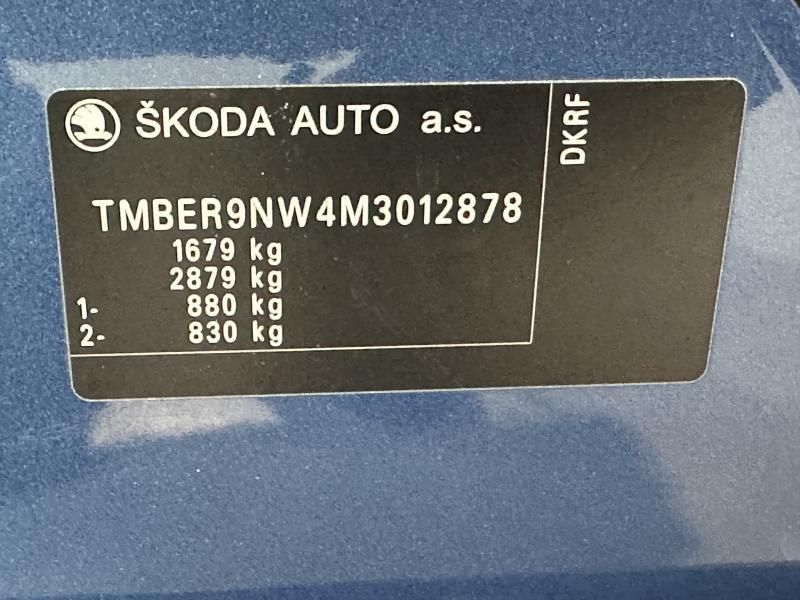 ŠKODA AUTO a.s.
DKRF
TMBER9NW4M3012878
1679 kg
2879 kg
1- 880 kg
2- 830 kg